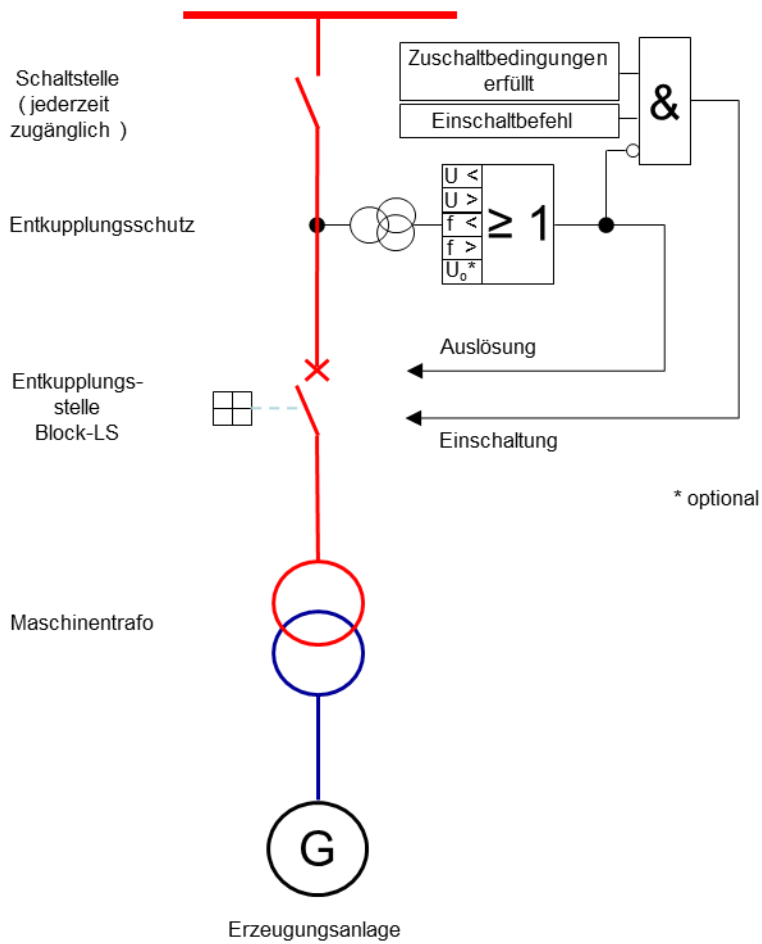 Schaltstelle
( jederzeit
zugänglich )
Zuschaltbedingungen
erfüllt
Einschaltbefehl
&
Entkupplungsschutz
U <
U >
f <
f >
U₀*
≥ 1
Auslösung
Entkupplungs-
stelle
Block-LS
Einschaltung
* optional
Maschinentrafo
G
Erzeugungsanlage